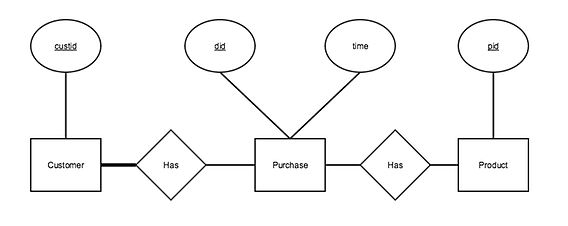 custid
did
time
pid
Customer
Has
Purchase
Has
Product